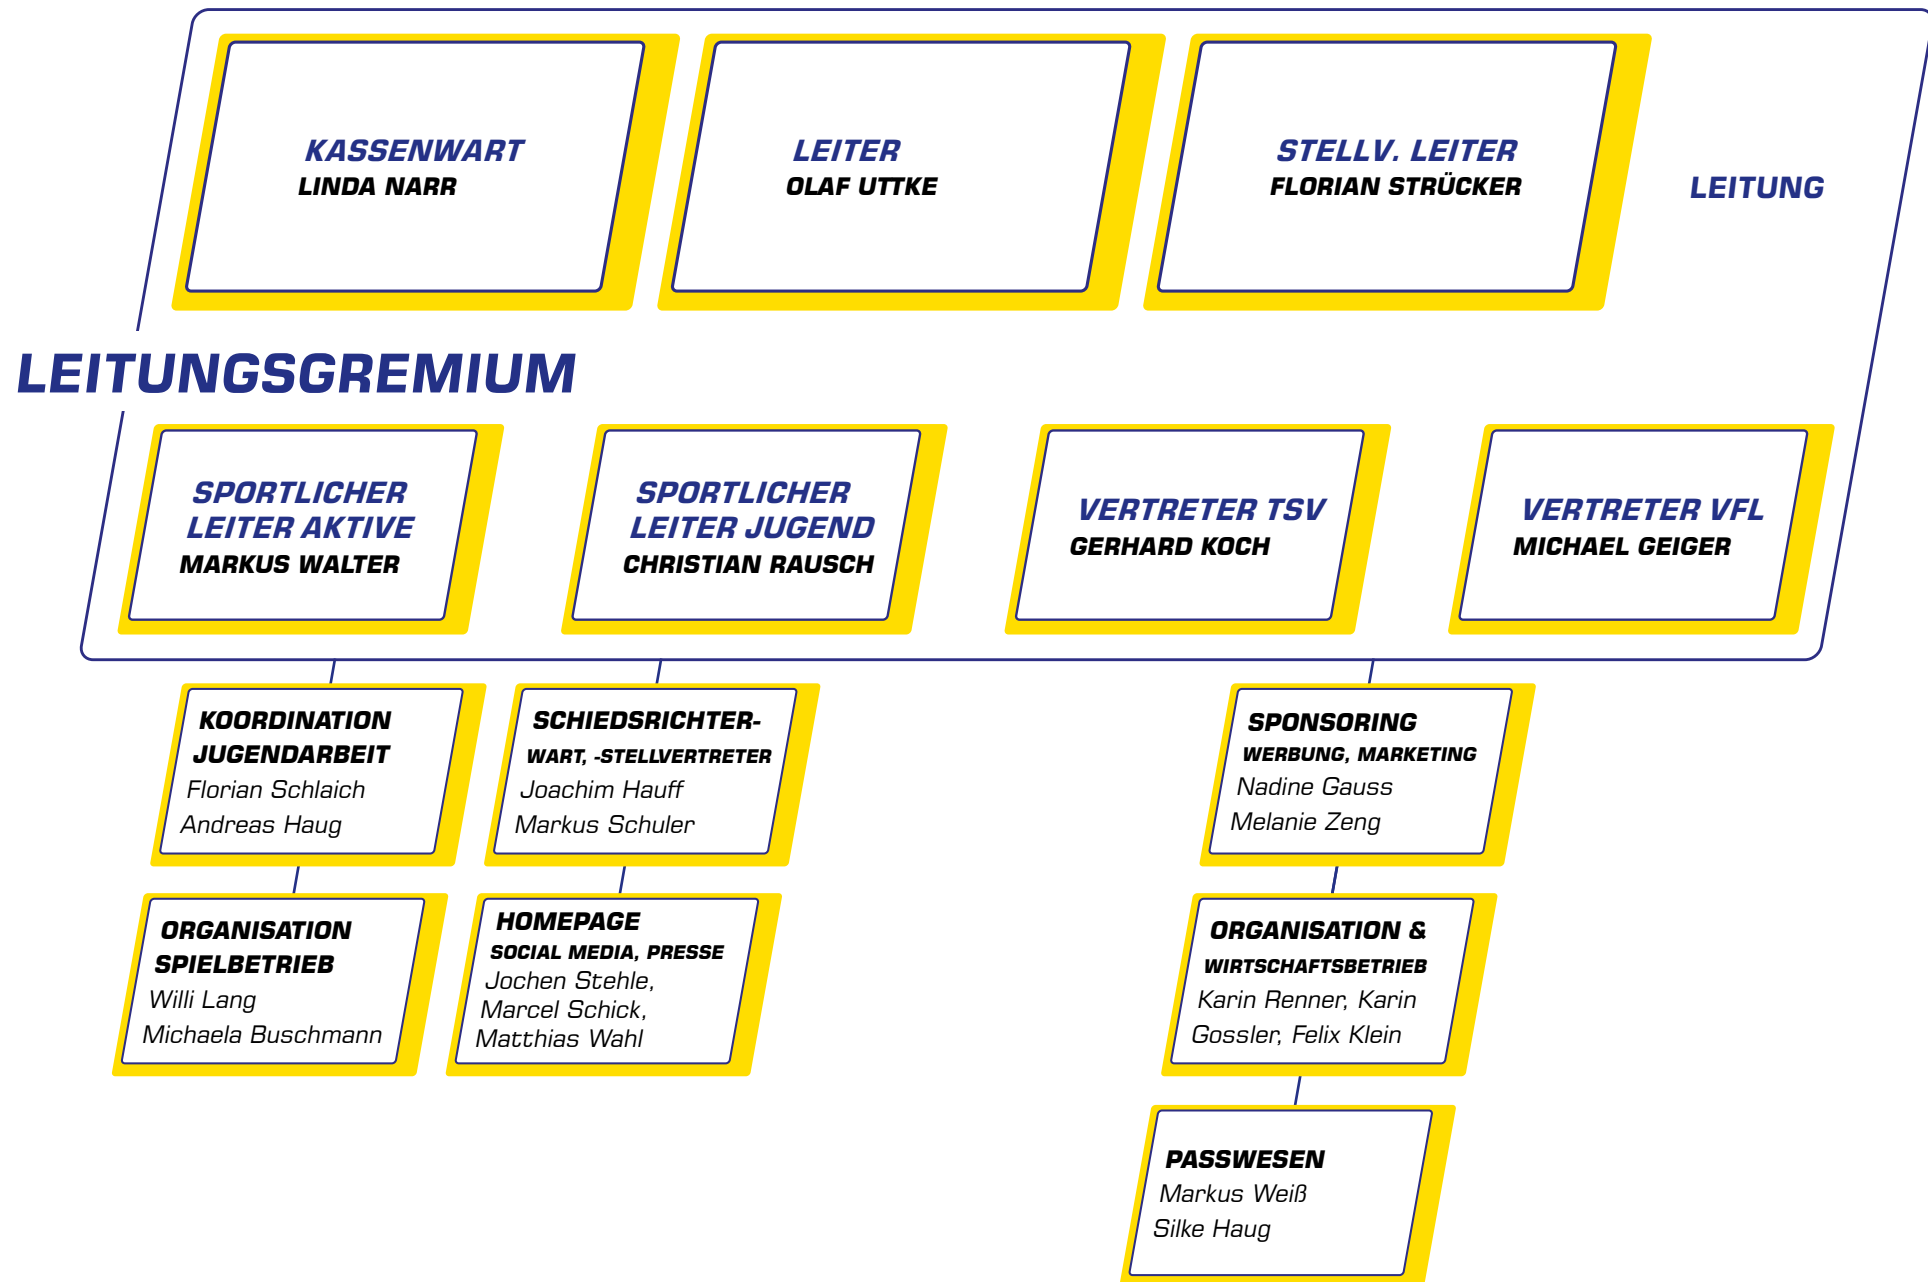 KASSENWART
LINDA NARR
LEITER
OLAF UTTKE
STELLV. LEITER
FLORIAN STRÜCKER
LEITUNG
LEITUNGSGREMIUM
SPORTLICHER
LEITER AKTIVE
MARKUS WALTER
SPORTLICHER
LEITER JUGEND
CHRISTIAN RAUSCH
VERTRETER TSV
GERHARD KOCH
VERTRETER VFL
MICHAEL GEIGER
KOORDINATION
JUGENDARBEIT
Florian Schlaich
Andreas Haug
SCHIEDSRICHTER-
WART, -STELLVERTRETER
Joachim Hauff
Markus Schuler
SPONSORING
WERBUNG, MARKETING
Nadine Gauss
Melanie Zeng
ORGANISATION
SPIELBETRIEB
Willi Lang
Michaela Buschmann
HOMEPAGE
SOCIAL MEDIA, PRESSE
Jochen Stehle,
Marcel Schick,
Matthias Wahl
ORGANISATION &
WIRTSCHAFTSBETRIEB
Karin Renner, Karin
Gossler, Felix Klein
PASSWESEN
Markus Weiß
Silke Haug